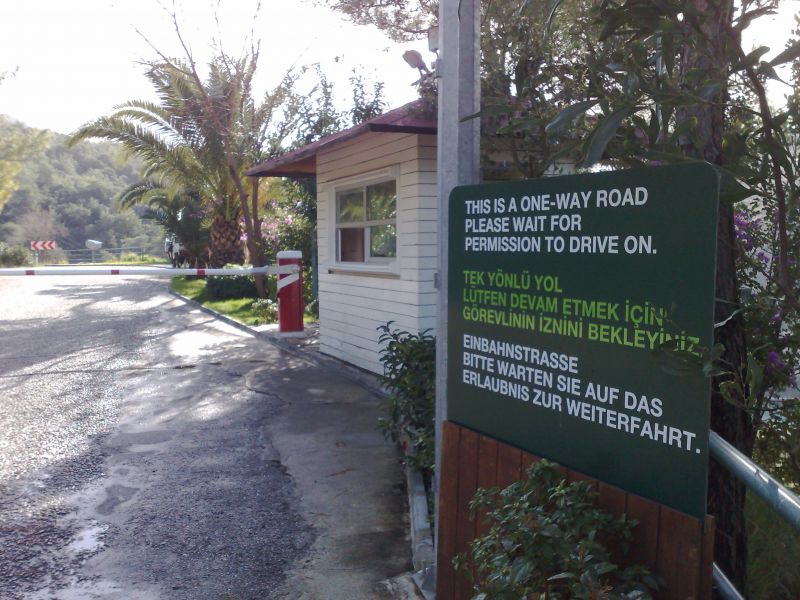 THIS IS A ONE-WAY ROAD
PLEASE WAIT FOR
PERMISSION TO DRIVE ON.
TEK YÖNLÜ YOL
LÜTFEN DEVAM ETMEK İÇİN
GÖREVLİNİN İZNİNİ BEKLEYİNİZ
EINBAHNSTRASSE
BITTE WARTEN SIE AUF DAS
ERLAUBNIS ZUR WEITERFAHRT.